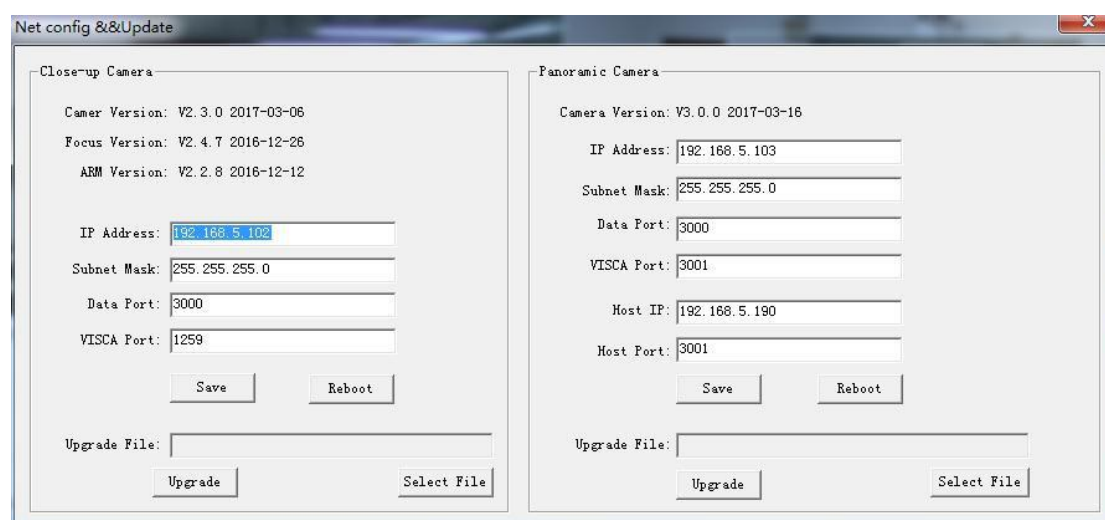 Net config &&Update
Close-up Camera
Camer Version: V2.3.0 2017-03-06
Focus Version: V2.4.7 2016-12-26
ARM Version: V2.2.8 2016-12-12
IP Address: 192.168.5.102
Subnet Mask: 255.255.255.0
Data Port: 3000
VISCA Port: 1259
Save Reboot
Upgrade File:
Upgrade Select File
Panoramic Camera
Camera Version: V3.0.0 2017-03-16
IP Address: 192.168.5.103
Subnet Mask: 255.255.255.0
Data Port: 3000
VISCA Port: 3001
Host IP: 192.168.5.190
Host Port: 3001
Save Reboot
Upgrade File:
Upgrade Select File